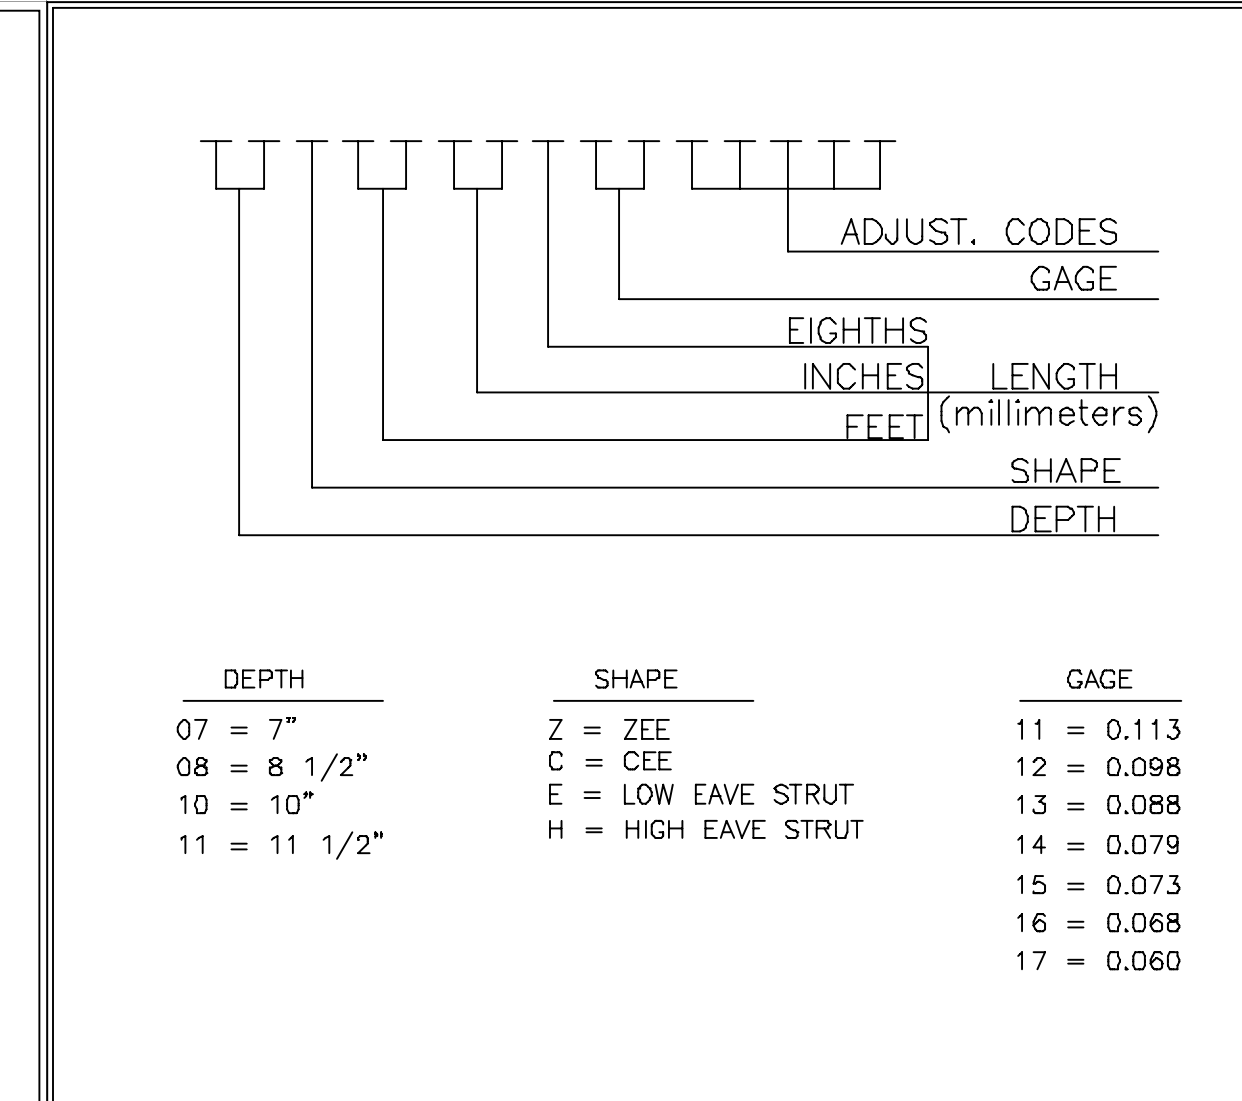 ADJUST. CODES
GAGE
EIGHTHS
INCHES LENGTH
(millimeters)
FEET
SHAPE
DEPTH
DEPTH
07 = 7"
08 = 8 1/2"
10 = 10"
11 = 11 1/2"
SHAPE
Z = ZEE
C = CEE
E = LOW EAVE STRUT
H = HIGH EAVE STRUT
GAGE
11 = 0.113
12 = 0.098
13 = 0.088
14 = 0.079
15 = 0.073
16 = 0.068
17 = 0.060